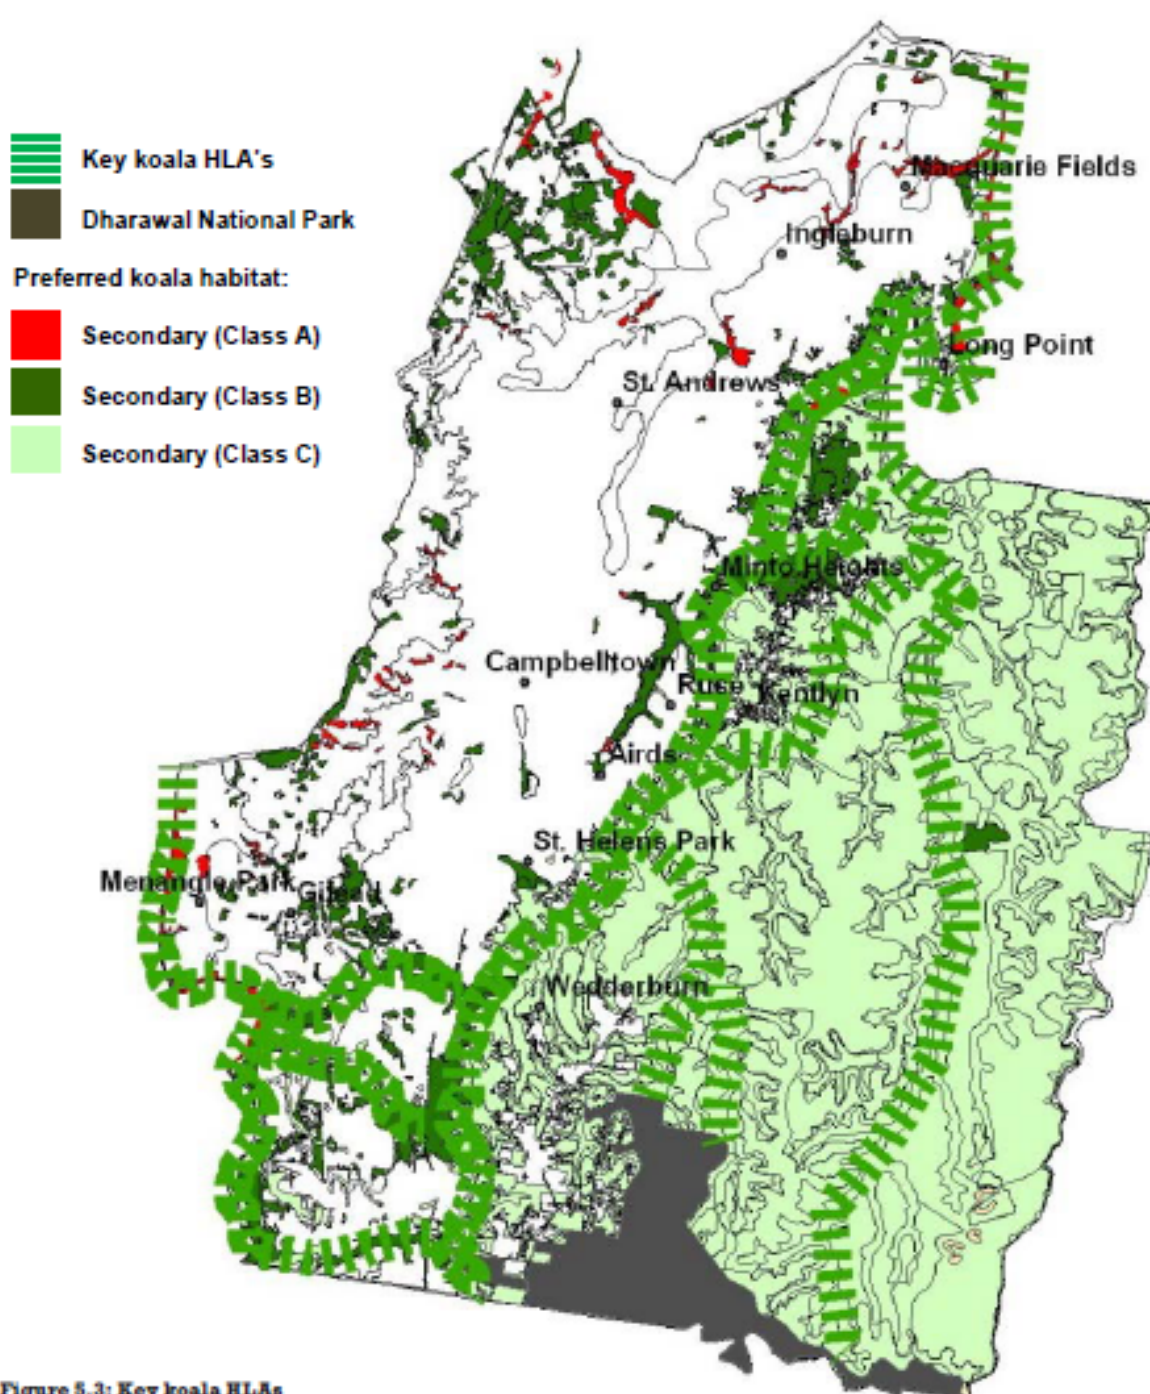 Key koala HLA's
Dharawal National Park
Preferred koala habitat:
Secondary (Class A)
Secondary (Class B)
Secondary (Class C)
Macquarie Fields
Ingleburn
Long Point
St. Andrews
Minto Heights
Campbelltown
Ruse
Kentlyn
Airds
St. Helens Park
Menangle Park
Gilead
Wedderburn
Figure 5.3: Key koala HLAs